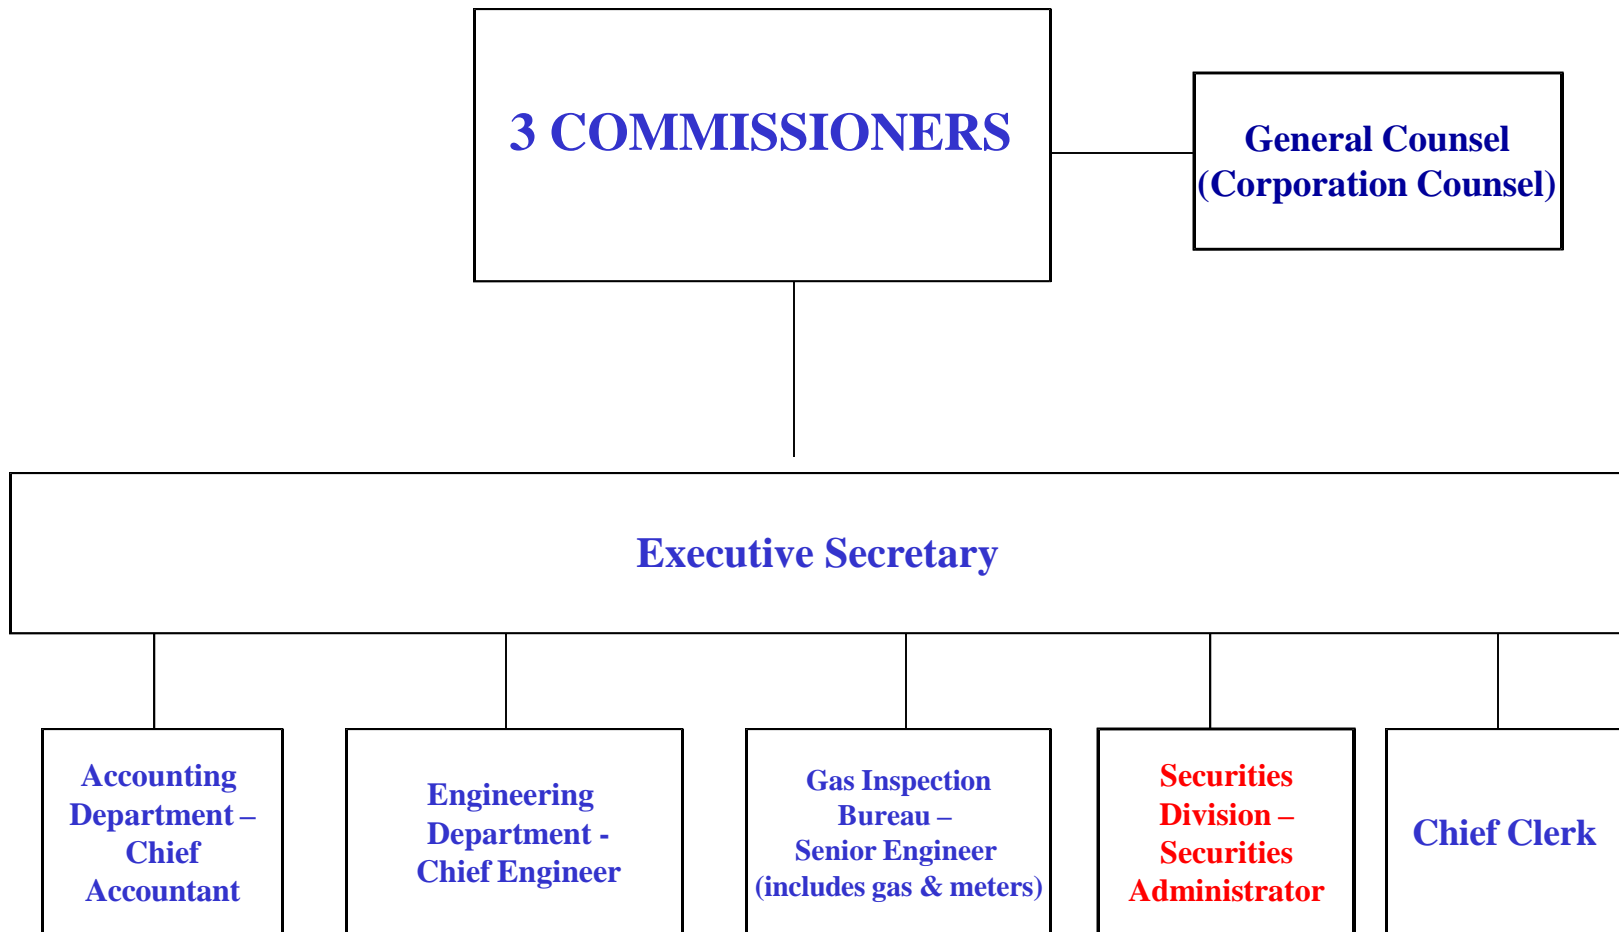 3 COMMISSIONERS
General Counsel
(Corporation Counsel)
Executive Secretary
Accounting
Department –
Chief
Accountant
Engineering
Department -
Chief Engineer
Gas Inspection
Bureau –
Senior Engineer
(includes gas & meters)
Securities
Division –
Securities
Administrator
Chief Clerk